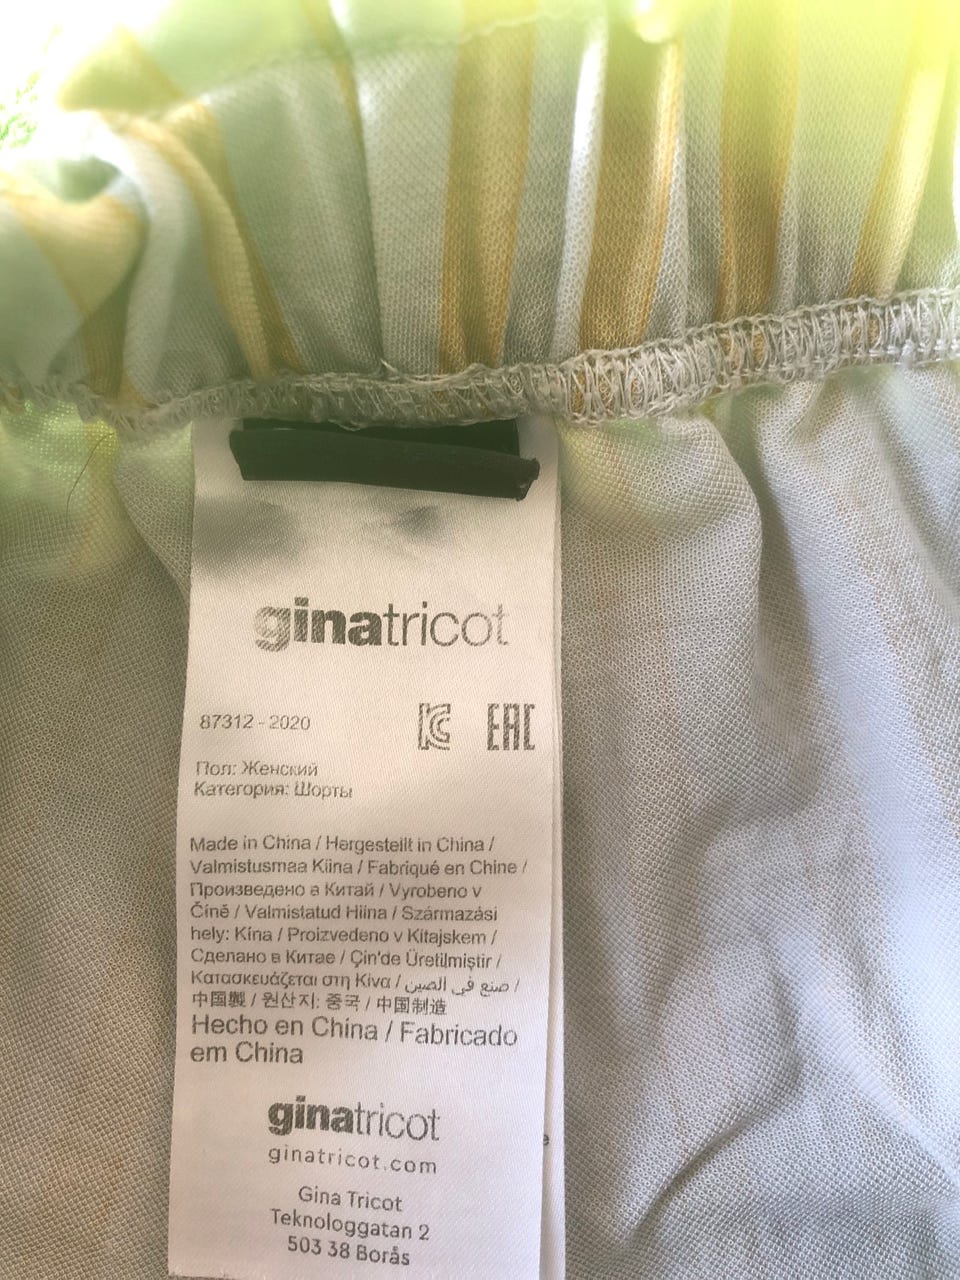 ginatricot
87312 - 2020
EAC
Пол: Женский
Категория: Шорты
Made in China / Hergestellt in China /
Valmistusmaa Kiina / Fabriqué en Chine /
Произведено в Китай / Vyrobeno v
Číně / Valmistatud Hiina / Származási
hely: Kína / Proizvedeno v Kitajskem /
Сделано в Китае / Çin'de Üretilmiştir /
Κατασκευάζεται στη Κίνα / صنع في الصين /
中国製 / 원산지: 중국 / 中国制造
Hecho en China / Fabricado
em China
ginatricot
ginatricot.com
Gina Tricot
Teknologgatan 2
503 38 Borås